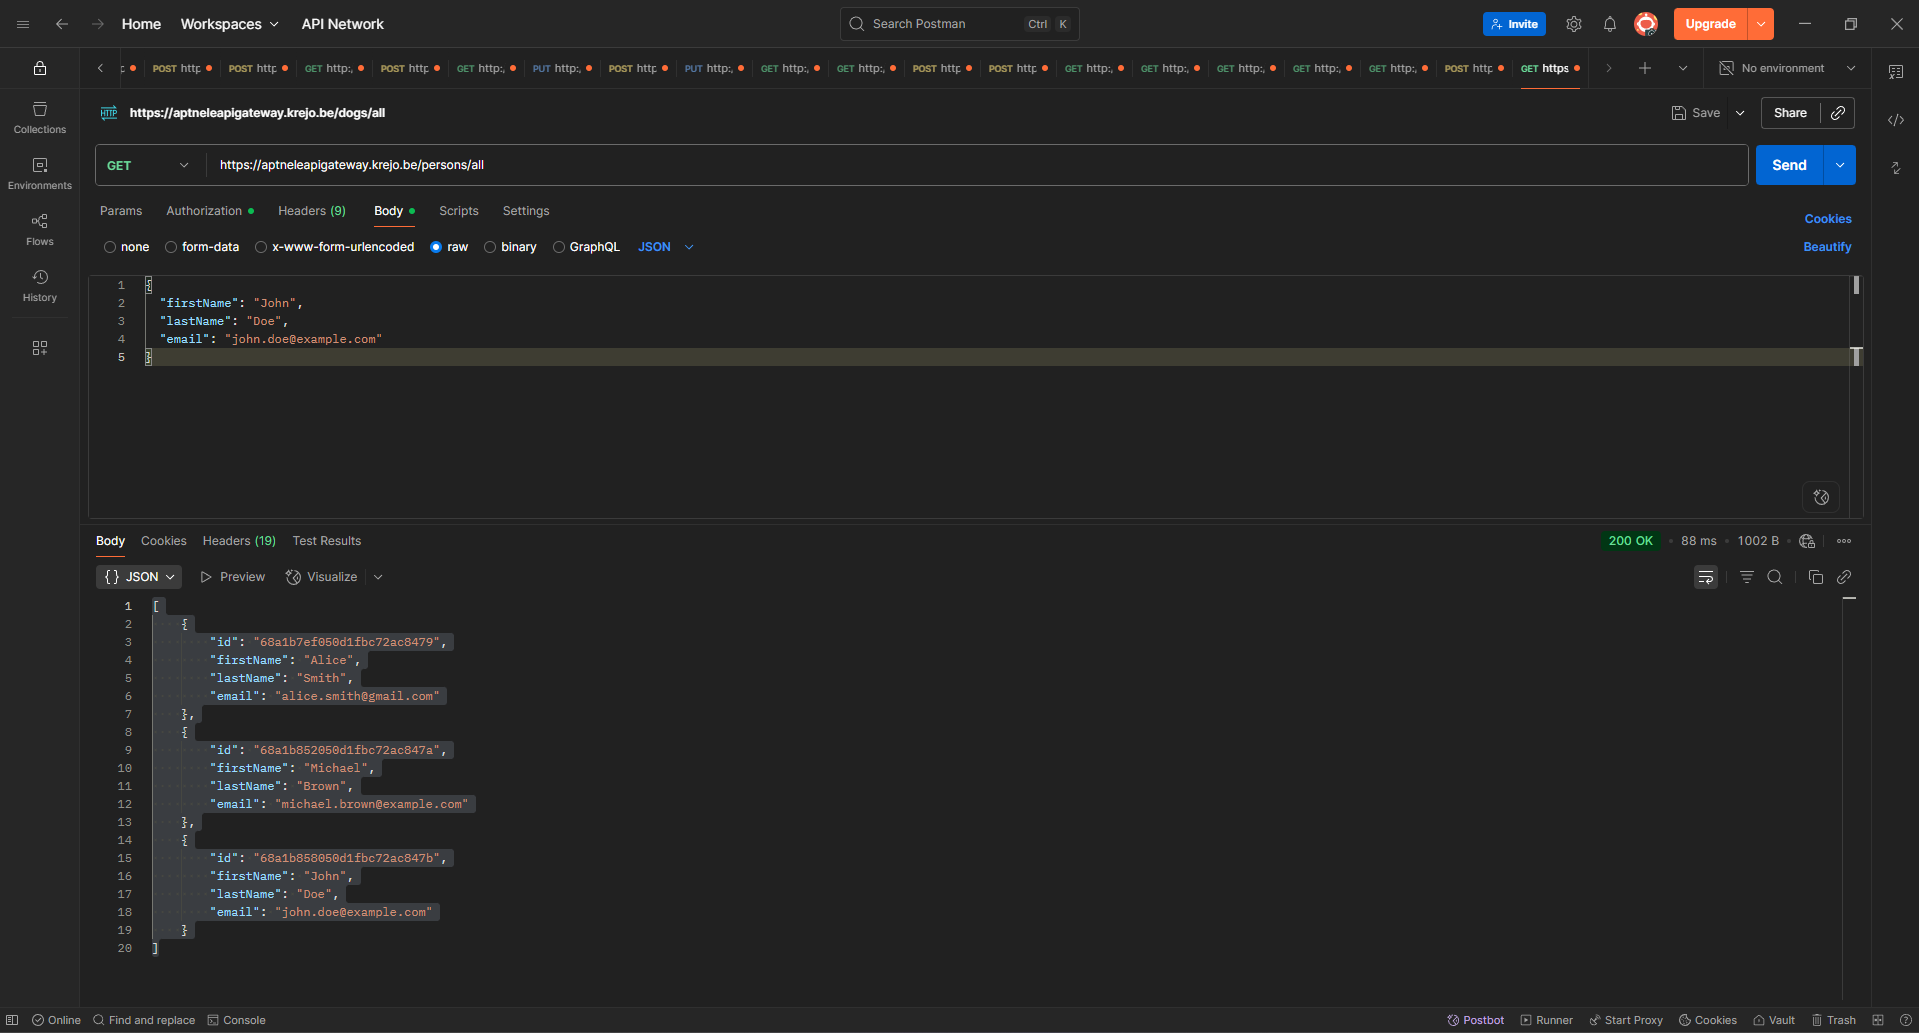 Home Workspaces API Network Search Postman Ctrl K Invite Upgrade
POST http POST http GET http:, POST http GET http:, PUT http:, POST http PUT http:, GET http:, GET http:, POST http POST http GET http:, GET http:, GET http:, GET http:, GET http:, POST http GET https No environment
HTTP https://aptneleapigateway.krejo.be/dogs/all Save Share
Collections
Environments
Flows
History
GET https://aptneleapigateway.krejo.be/persons/all Send
Params Authorization Headers (9) Body Scripts Settings Cookies
none form-data x-www-form-urlencoded raw binary GraphQL JSON Beautify
1 {
2 "firstName": "John",
3 "lastName": "Doe",
4 "email": "john.doe@example.com"
5 }
Body Cookies Headers (19) Test Results 200 OK • 88 ms • 1002 B
{} JSON Preview Visualize
1 [
2 {
3 "id": "68a1b7ef050d1fbc72ac8479",
4 "firstName": "Alice",
5 "lastName": "Smith",
6 "email": "alice.smith@gmail.com"
7 },
8 {
9 "id": "68a1b852050d1fbc72ac847a",
10 "firstName": "Michael",
11 "lastName": "Brown",
12 "email": "michael.brown@example.com"
13 },
14 {
15 "id": "68a1b858050d1fbc72ac847b",
16 "firstName": "John",
17 "lastName": "Doe",
18 "email": "john.doe@example.com"
19 }
20 ]
Online Find and replace Console Postbot Runner Start Proxy Cookies Vault Trash